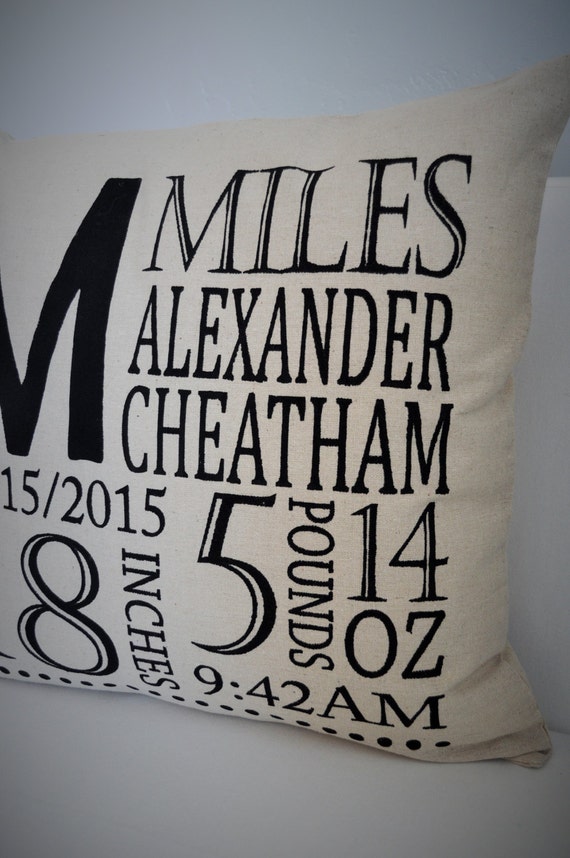 M
MILES
ALEXANDER
CHEATHAM
15/2015
8 INCHES
5 POUNDS
14 OZ
9:42AM